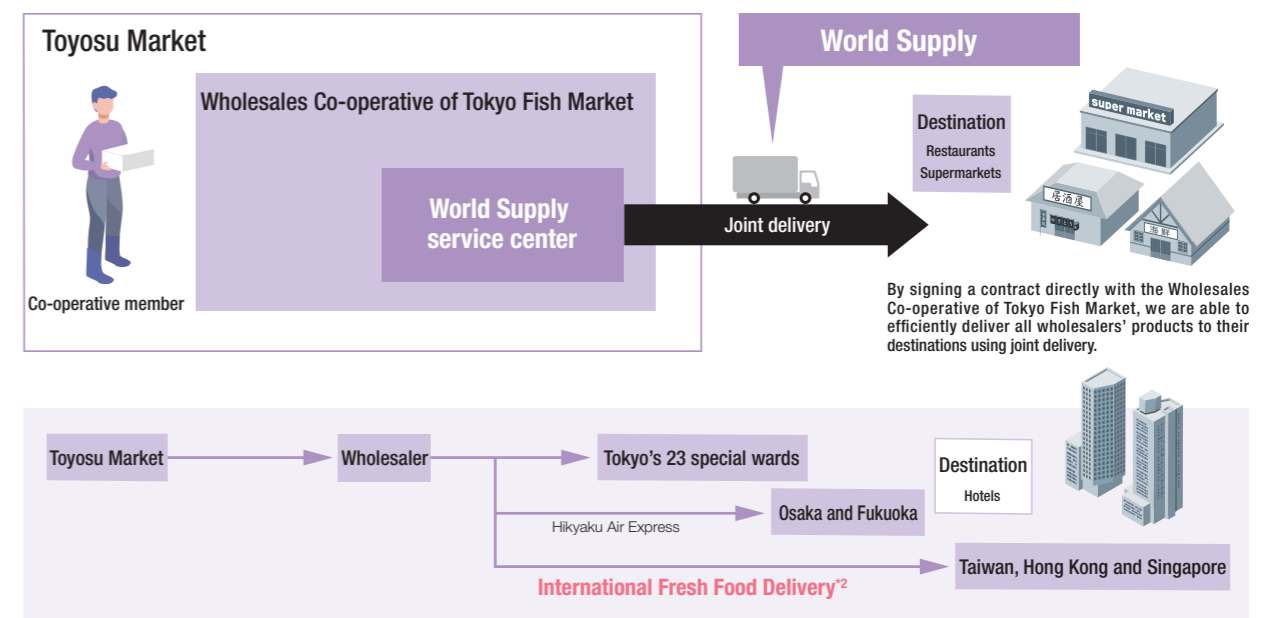 Toyosu Market
World Supply
Wholesales Co-operative of Tokyo Fish Market
Co-operative member
World Supply
service center
Joint delivery
Destination
Restaurants
Supermarkets
super market
居酒屋
海鮮
By signing a contract directly with the Wholesales
Co-operative of Tokyo Fish Market, we are able to
efficiently deliver all wholesalers’ products to their
destinations using joint delivery.
Toyosu Market
Wholesaler
Tokyo’s 23 special wards
Destination
Hotels
Hikyaku Air Express
Osaka and Fukuoka
International Fresh Food Delivery*2
Taiwan, Hong Kong and Singapore